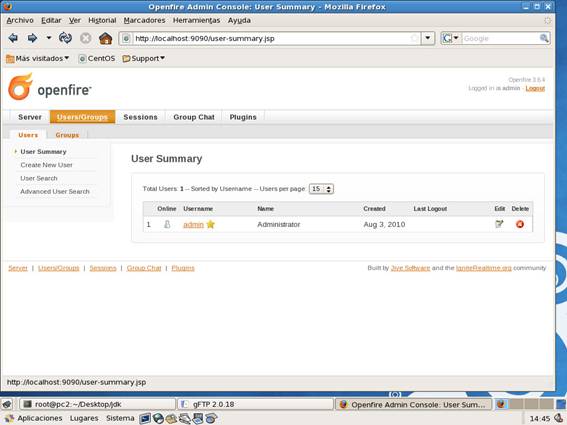 Openfire Admin Console: User Summary - Mozilla Firefox
Archivo Editar Ver Historial Marcadores Herramientas Ayuda
http://localhost:9090/user-summary.jsp Google
Más visitados CentOS Support
openfire
Openfire 3.6.4
Logged in as admin - Logout
Server Users/Groups Sessions Group Chat Plugins
Users Groups
User Summary
Create New User
User Search
Advanced User Search
User Summary
Total Users: 1 -- Sorted by Username -- Users per page: 15
Online Username Name Created Last Logout Edit Delete
1 admin Administrator Aug 3, 2010
Server | Users/Groups | Sessions | Group Chat | Plugins
Built by Jive Software and the IgniteRealtime.org community
http://localhost:9090/user-summary.jsp
root@pc2:~/Desktop/jdk gFTP 2.0.18 Openfire Admin Console: User Sum...
Aplicaciones Lugares Sistema 14:45